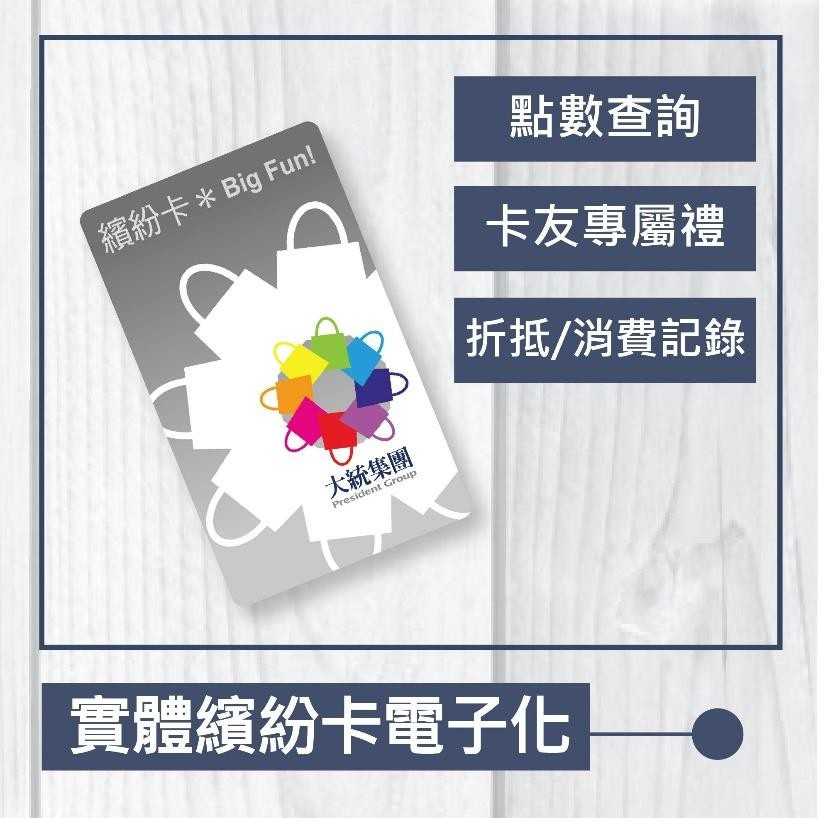 點數查詢
卡友專屬禮
折抵/消費記錄
繽紛卡＊Big Fun!
大統集團
President Group
實體繽紛卡電子化